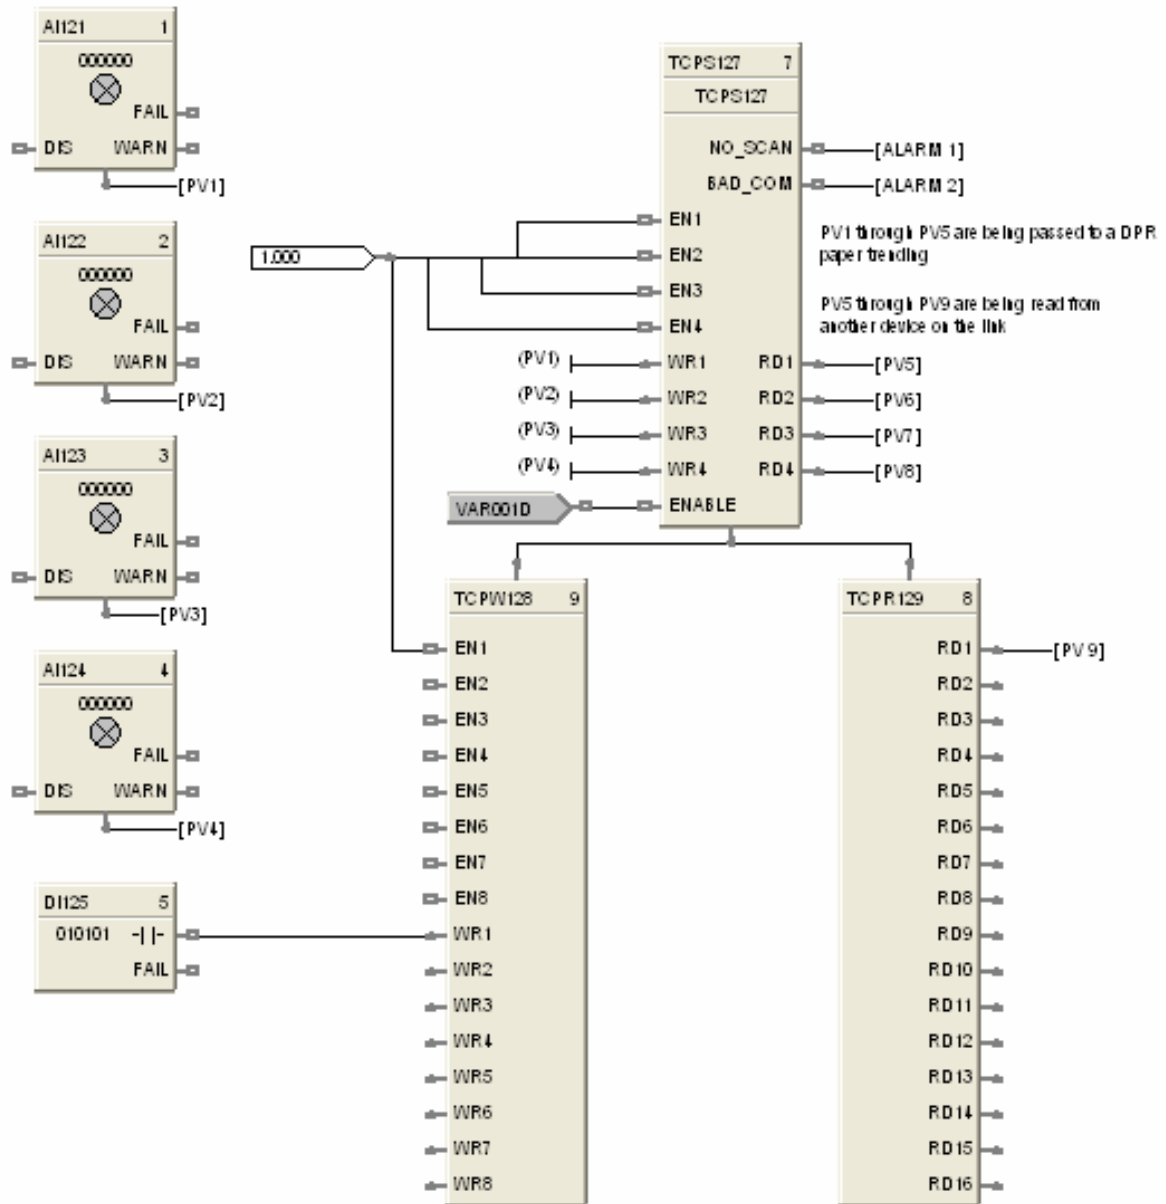 AI121 1
000000
FAIL
DIS WARN
[PV1]
AI122 2
000000
FAIL
DIS WARN
[PV2]
AI123 3
000000
FAIL
DIS WARN
[PV3]
AI124 4
000000
FAIL
DIS WARN
[PV4]
DI125 5
010101 -| |-
FAIL
1.000
TCPS127 7
TCPS127
NO_SCAN [ALARM 1]
BAD_COM [ALARM 2]
EN1
EN2
EN3
EN4
(PV1) WR1 RD1 [PV5]
(PV2) WR2 RD2 [PV6]
(PV3) WR3 RD3 [PV7]
(PV4) WR4 RD4 [PV8]
VAR001D ENABLE
PV1 through PV5 are being passed to a DPR
paper trending
PV5 through PV9 are being read from
another device on the link
TCPW128 9
EN1
EN2
EN3
EN4
EN5
EN6
EN7
EN8
WR1
WR2
WR3
WR4
WR5
WR6
WR7
WR8
TCPR129 8
RD1 [PV 9]
RD2
RD3
RD4
RD5
RD6
RD7
RD8
RD9
RD10
RD11
RD12
RD13
RD14
RD15
RD16